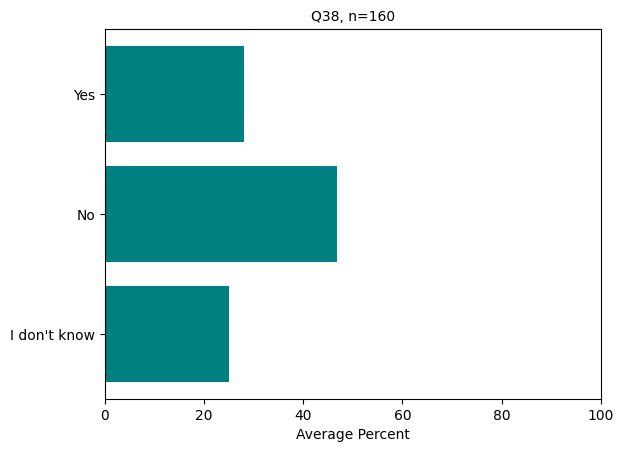 Q38, n=160
Yes
No
I don't know
0 20 40 60 80 100
Average Percent